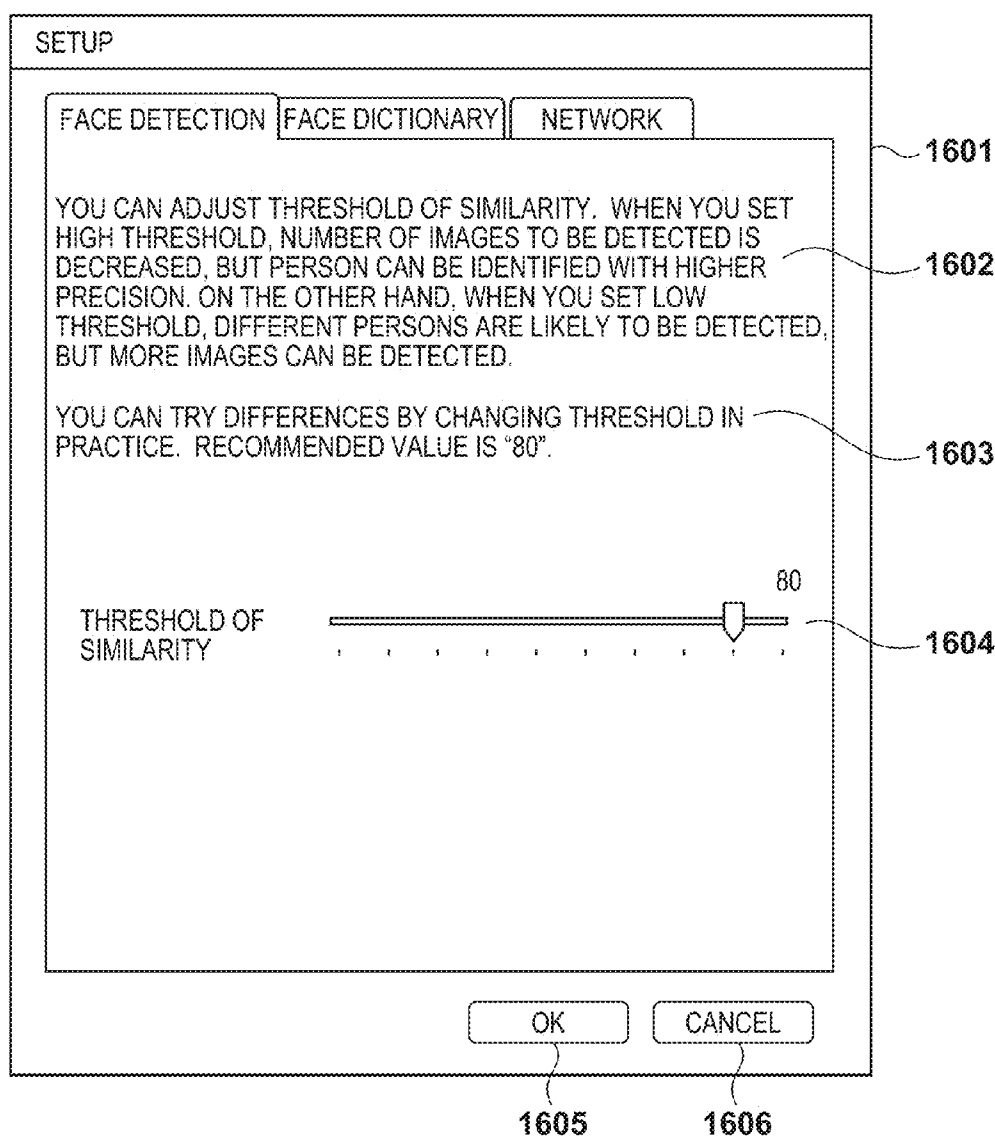 SETUP
FACE DETECTION
FACE DICTIONARY
NETWORK
1601
YOU CAN ADJUST THRESHOLD OF SIMILARITY. WHEN YOU SET
HIGH THRESHOLD, NUMBER OF IMAGES TO BE DETECTED IS
DECREASED, BUT PERSON CAN BE IDENTIFIED WITH HIGHER
PRECISION. ON THE OTHER HAND, WHEN YOU SET LOW
THRESHOLD, DIFFERENT PERSONS ARE LIKELY TO BE DETECTED,
BUT MORE IMAGES CAN BE DETECTED.
1602
YOU CAN TRY DIFFERENCES BY CHANGING THRESHOLD IN
PRACTICE. RECOMMENDED VALUE IS “80”.
1603
80
THRESHOLD OF
SIMILARITY
1604
OK
CANCEL
1605
1606